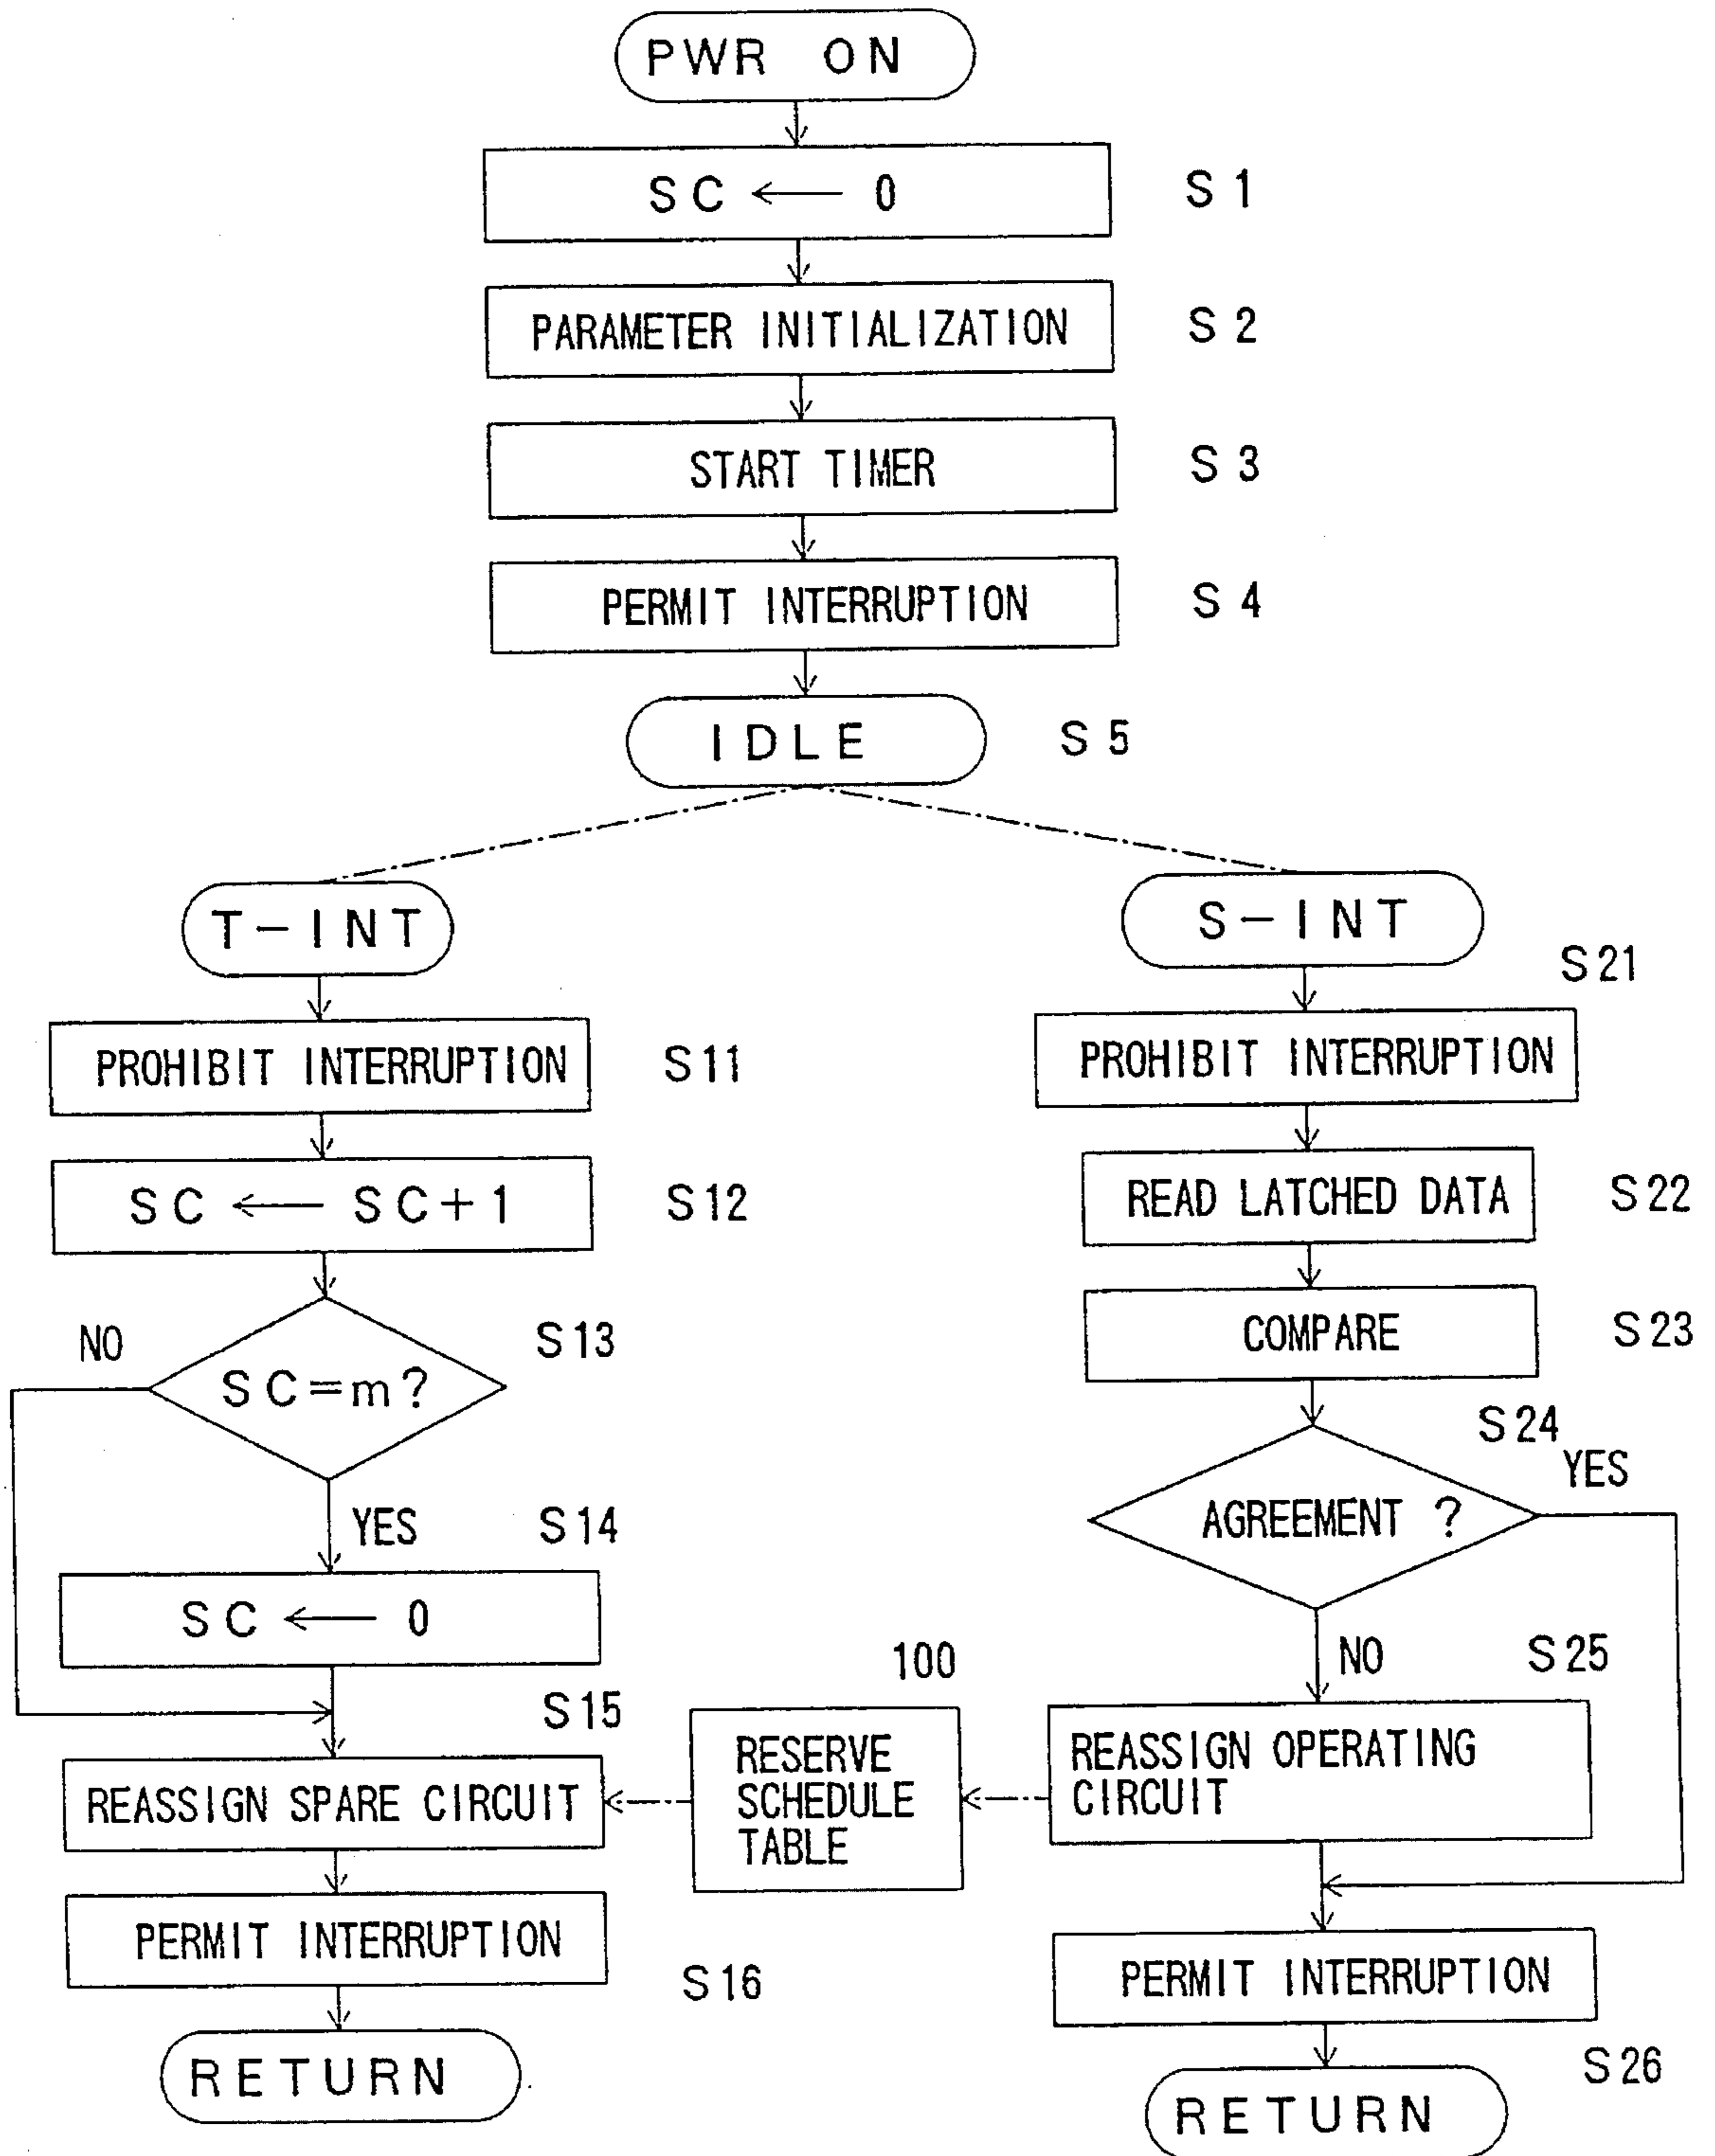 PWR ON
SC ← 0
S1
PARAMETER INITIALIZATION
S2
START TIMER
S3
PERMIT INTERRUPTION
S4
IDLE
S5
T-INT
PROHIBIT INTERRUPTION
S11
SC ← SC+1
S12
S13
NO
SC=m?
YES
S14
SC ← 0
S15
REASSIGN SPARE CIRCUIT
PERMIT INTERRUPTION
S16
RETURN
100
RESERVE
SCHEDULE
TABLE
S-INT
S21
PROHIBIT INTERRUPTION
READ LATCHED DATA
S22
COMPARE
S23
S24
YES
AGREEMENT ?
NO
S25
REASSIGN OPERATING
CIRCUIT
PERMIT INTERRUPTION
S26
RETURN